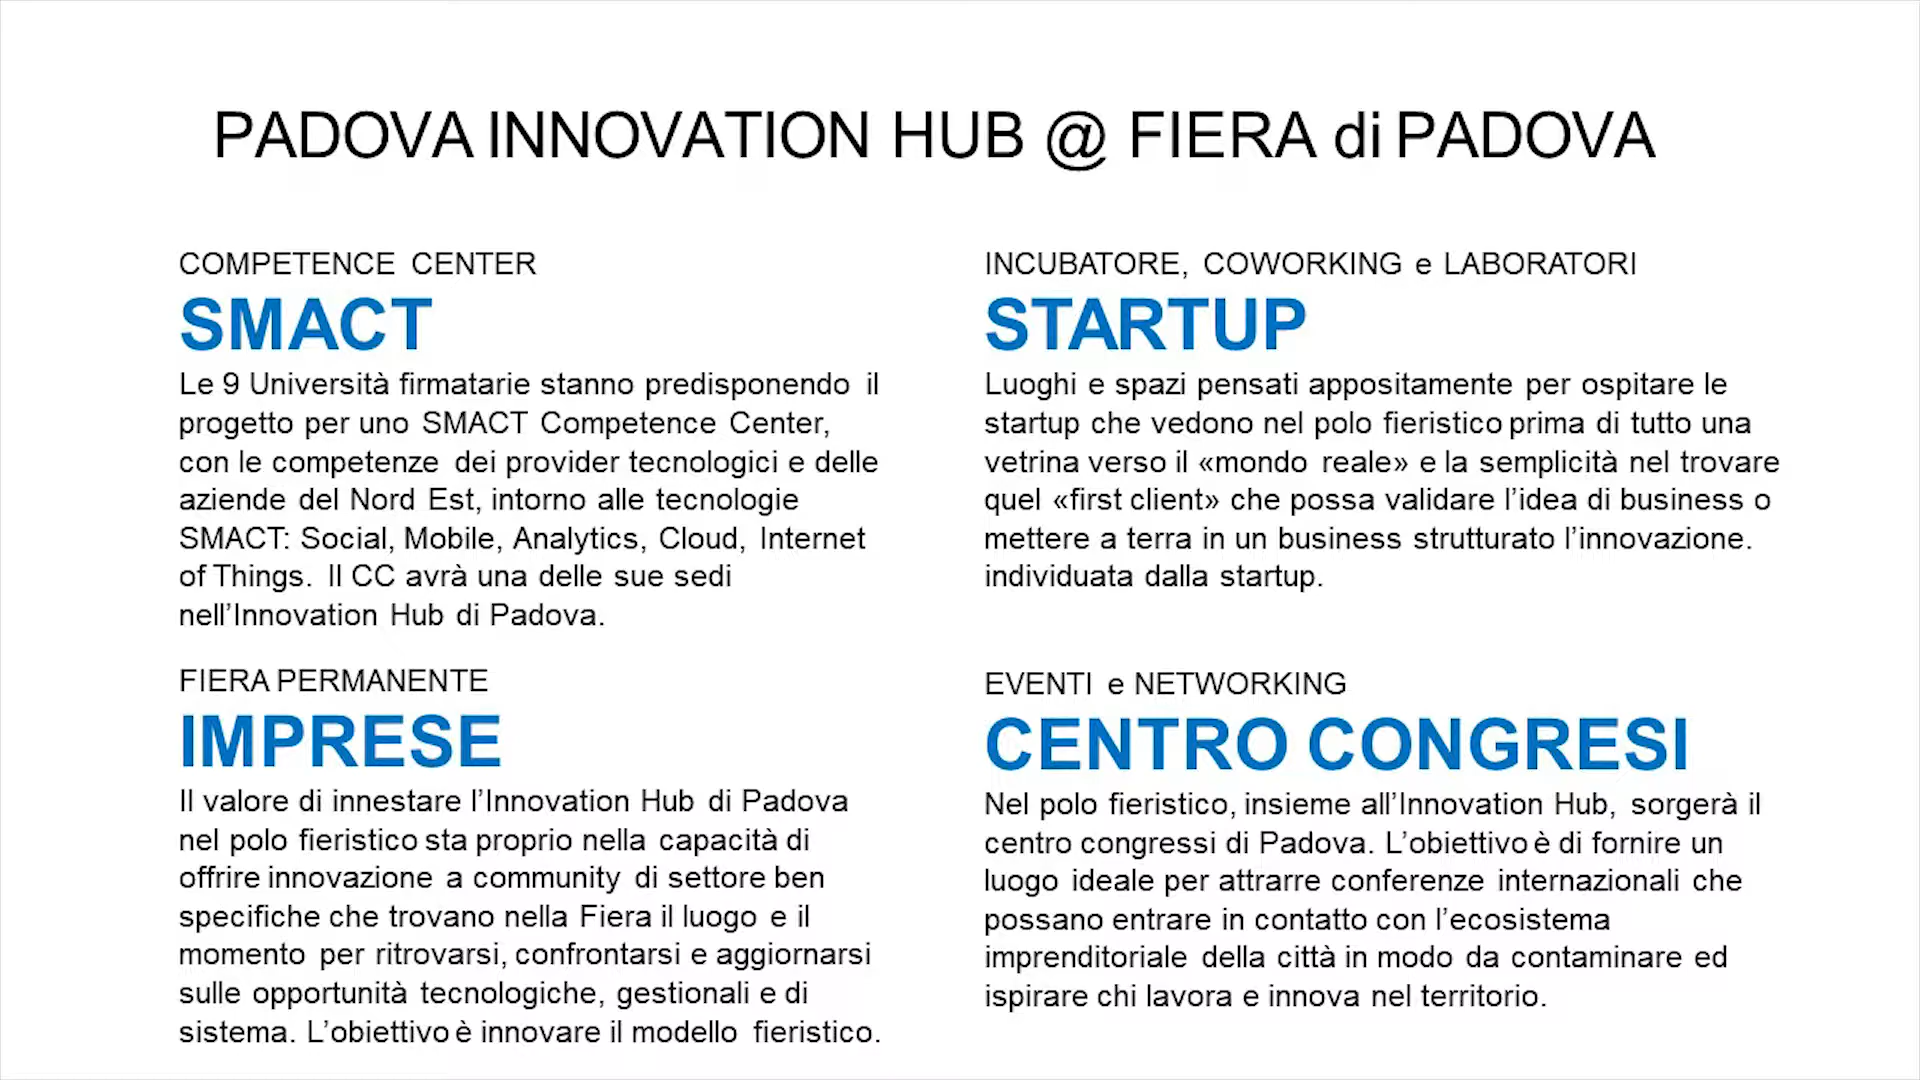 PADOVA INNOVATION HUB @ FIERA di PADOVA
COMPETENCE CENTER
SMACT
Le 9 Università firmatarie stanno predisponendo il
progetto per uno SMACT Competence Center,
con le competenze dei provider tecnologici e delle
aziende del Nord Est, intorno alle tecnologie
SMACT: Social, Mobile, Analytics, Cloud, Internet
of Things. Il CC avrà una delle sue sedi
nell’Innovation Hub di Padova.
INCUBATORE, COWORKING e LABORATORI
STARTUP
Luoghi e spazi pensati appositamente per ospitare le
startup che vedono nel polo fieristico prima di tutto una
vetrina verso il «mondo reale» e la semplicità nel trovare
quel «first client» che possa validare l’idea di business o
mettere a terra in un business strutturato l’innovazione.
individuata dalla startup.
FIERA PERMANENTE
IMPRESE
Il valore di innestare l’Innovation Hub di Padova
nel polo fieristico sta proprio nella capacità di
offrire innovazione a community di settore ben
specifiche che trovano nella Fiera il luogo e il
momento per ritrovarsi, confrontarsi e aggiornarsi
sulle opportunità tecnologiche, gestionali e di
sistema. L’obiettivo è innovare il modello fieristico.
EVENTI e NETWORKING
CENTRO CONGRESI
Nel polo fieristico, insieme all’Innovation Hub, sorgerà il
centro congressi di Padova. L’obiettivo è di fornire un
luogo ideale per attrarre conferenze internazionali che
possano entrare in contatto con l’ecosistema
imprenditoriale della città in modo da contaminare ed
ispirare chi lavora e innova nel territorio.